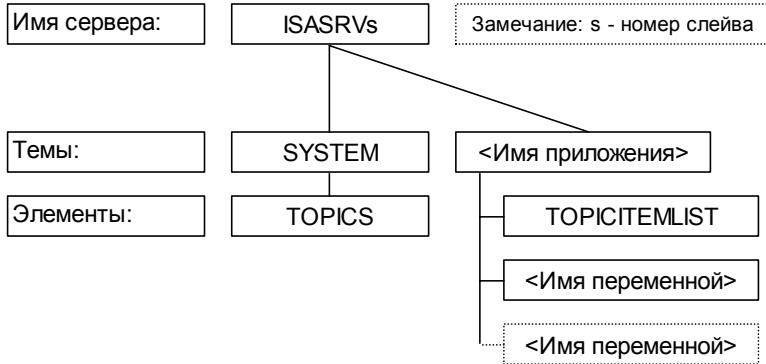 Имя сервера: ISASRVs Замечание: s - номер слейва
Темы: SYSTEM <Имя приложения>
Элементы: TOPICS TOPICITEMLIST
<Имя переменной>
<Имя переменной>